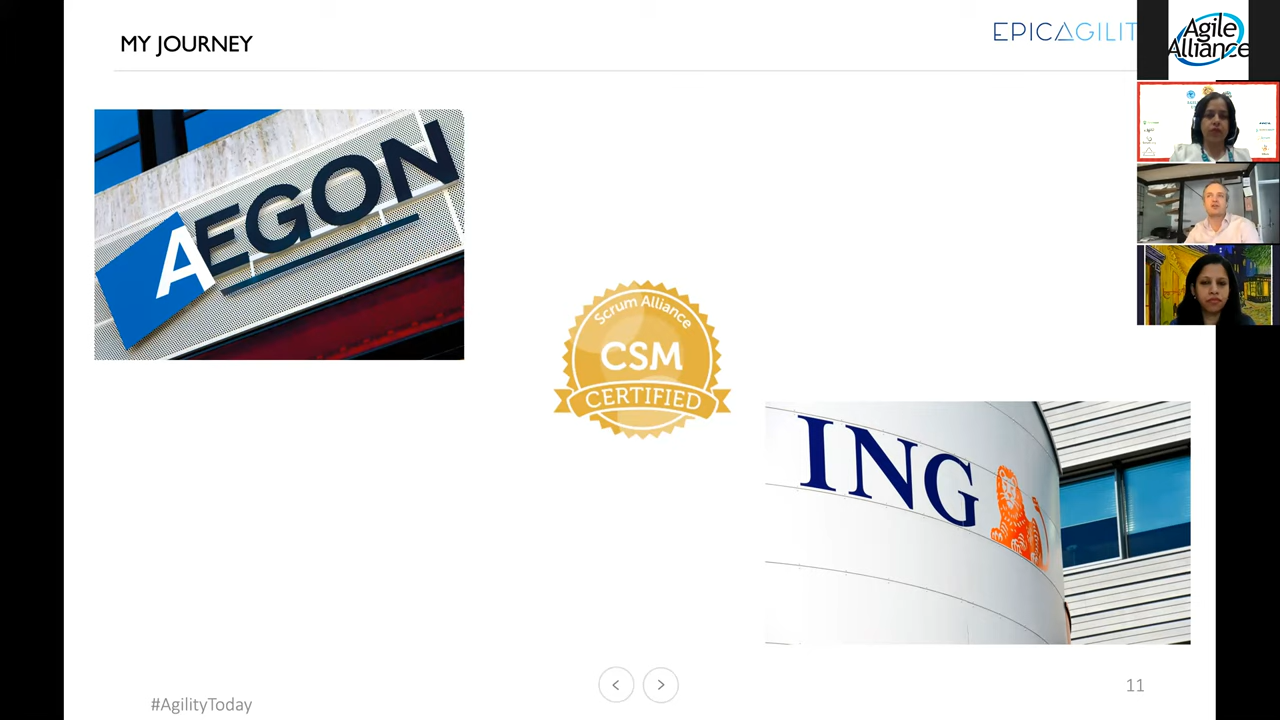 MY JOURNEY
EPICAGILIT
Agile
Alliance
AEGON
Scrum Alliance
CSM
CERTIFIED
ING
#AgilityToday
11